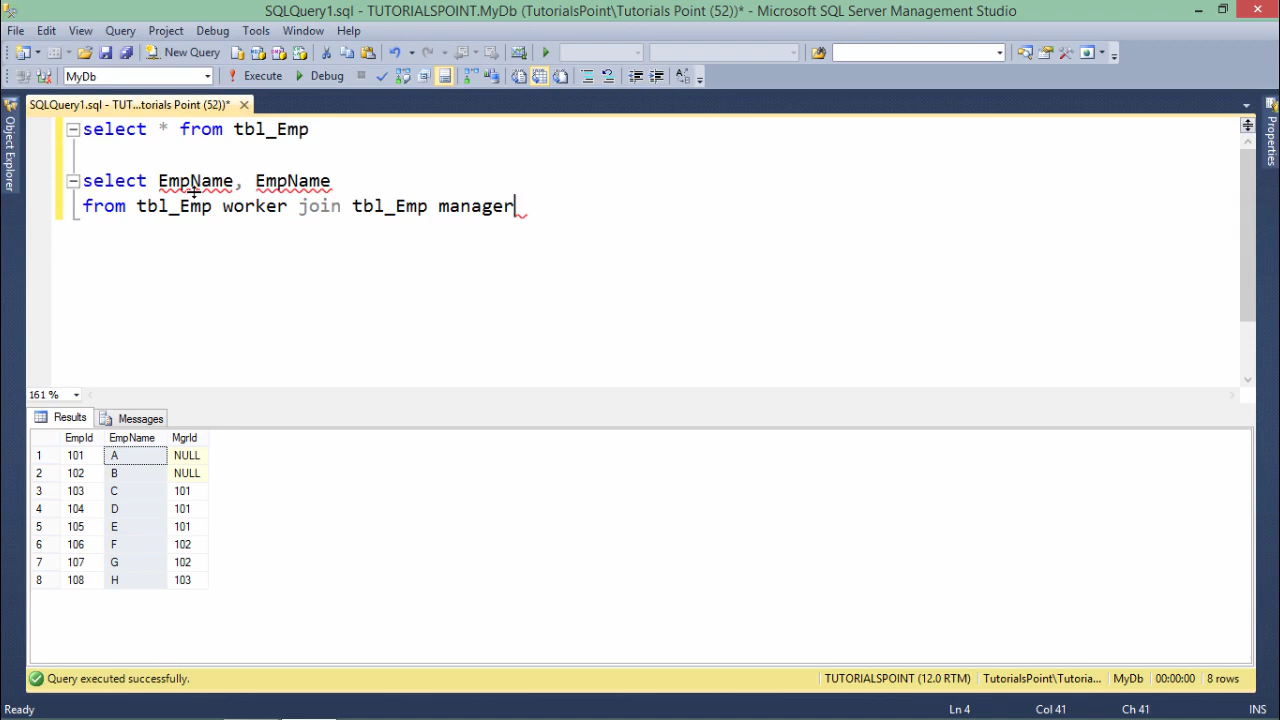 SQLQuery1.sql - TUTORIALSPOINT.MyDb (TutorialsPoint\Tutorials Point (52))* - Microsoft SQL Server Management Studio
File Edit View Query Project Debug Tools Window Help
New Query
MyDb Execute Debug
SQLQuery1.sql - TUT...torials Point (52))*
Object Explorer
Properties
select * from tbl_Emp
select EmpName, EmpName
from tbl_Emp worker join tbl_Emp manager
161 %
Results Messages
EmpId EmpName MgrId
1 101 A NULL
2 102 B NULL
3 103 C 101
4 104 D 101
5 105 E 101
6 106 F 102
7 107 G 102
8 108 H 103
Query executed successfully. TUTORIALSPOINT (12.0 RTM) TutorialsPoint\Tutoria... MyDb 00:00:00 8 rows
Ready Ln 4 Col 41 Ch 41 INS